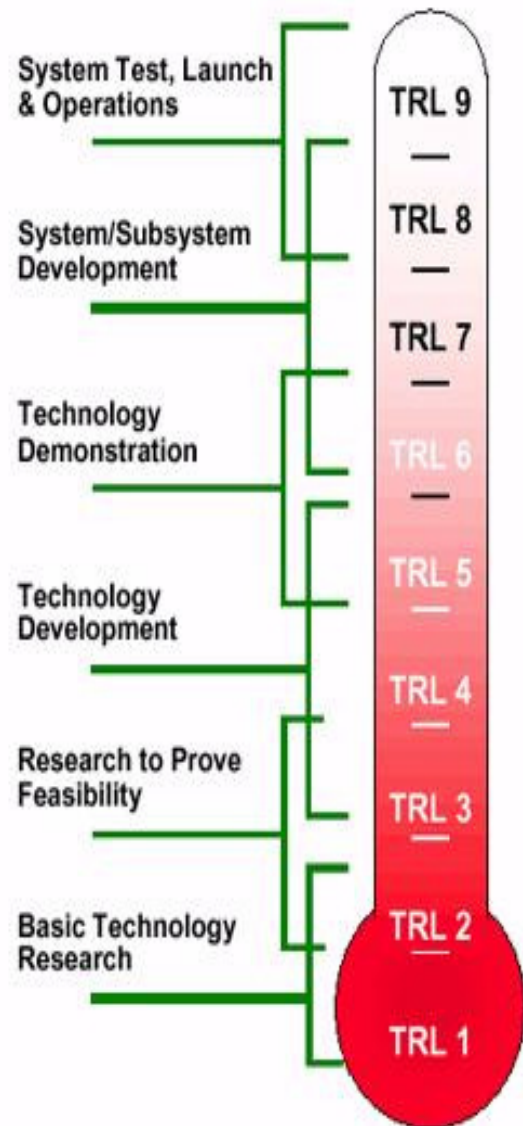 System Test, Launch
& Operations
System/Subsystem
Development
Technology
Demonstration
Technology
Development
Research to Prove
Feasibility
Basic Technology
Research
TRL 9
TRL 8
TRL 7
TRL 6
TRL 5
TRL 4
TRL 3
TRL 2
TRL 1